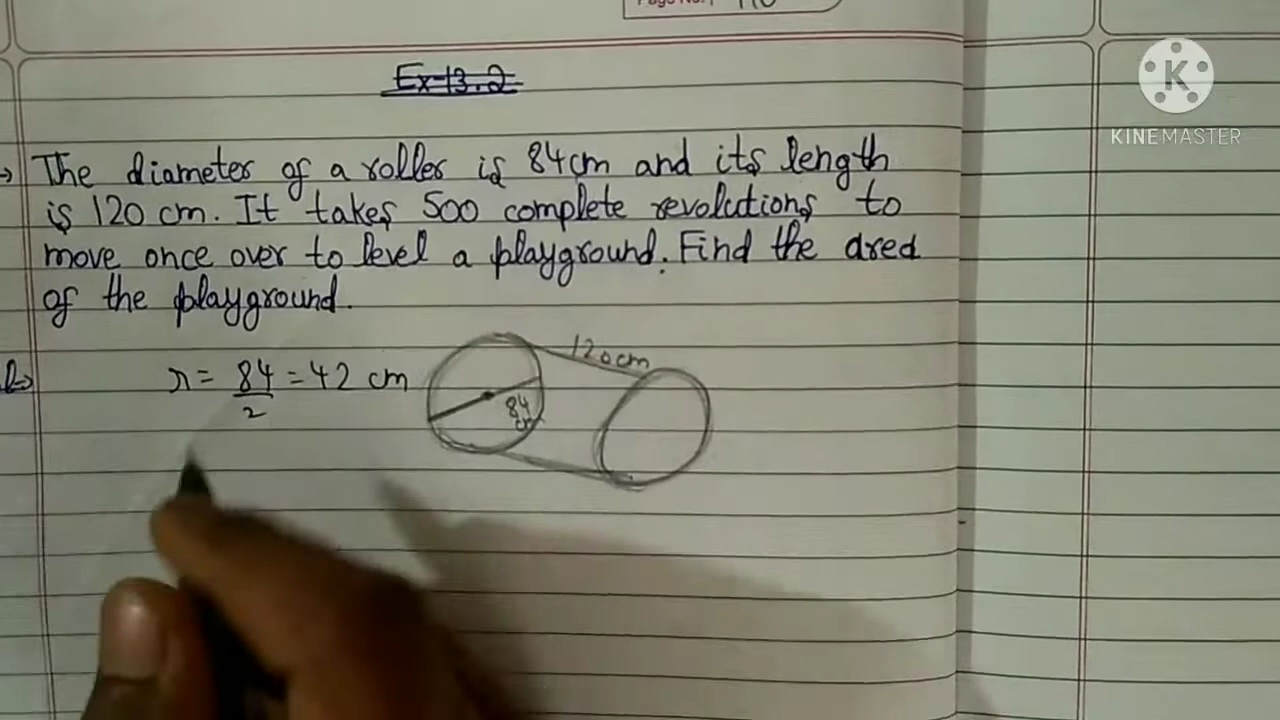 Ex-13.2
KINEMASTER
The diameter of a roller is 84cm and its length
is 120 cm. It takes 500 complete revolutions to
move once over to level a playground. Find the area
of the playground.
r = 84/2 = 42 cm
120cm
84
cm